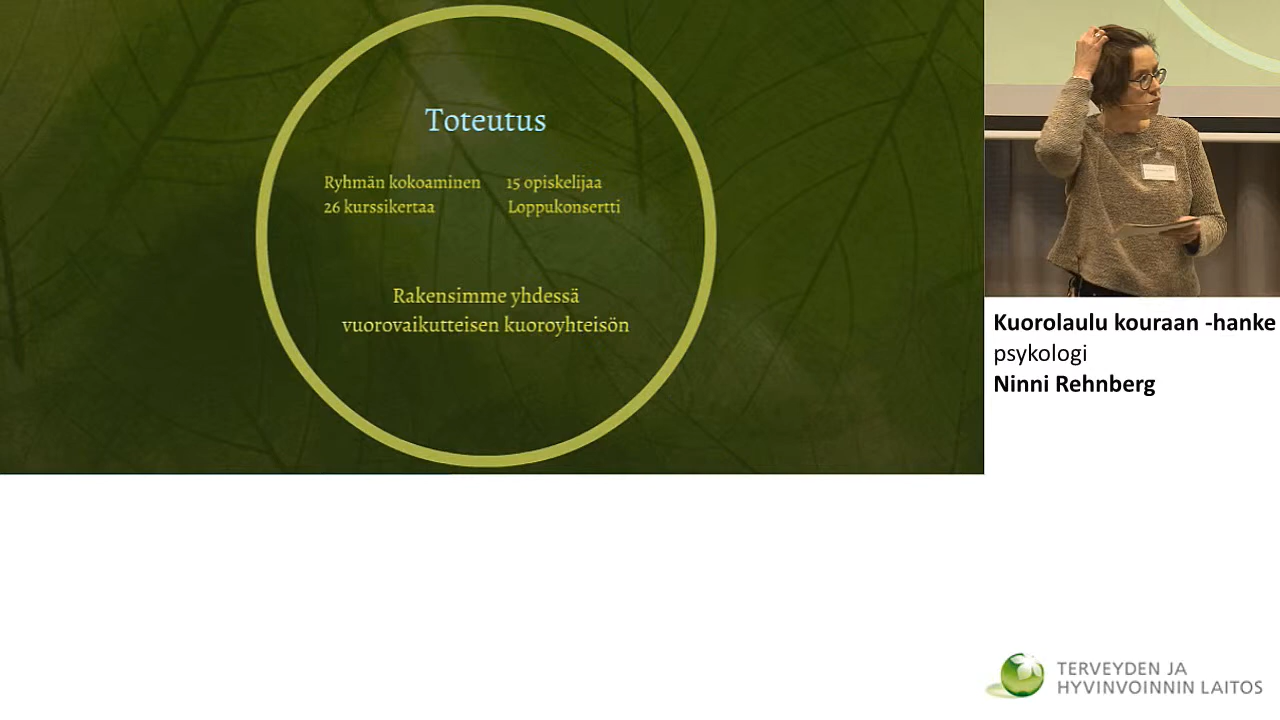 Toteutus
Ryhmän kokoaminen 15 opiskelijaa
26 kurssikertaa Loppukonsertti
Rakensimme yhdessä
vuorovaikutteisen kuoroyhteisön
Kuorolaulu kouraan -hanke
psykologi
Ninni Rehnberg
TERVEYDEN JA
HYVINVOINNIN LAITOS